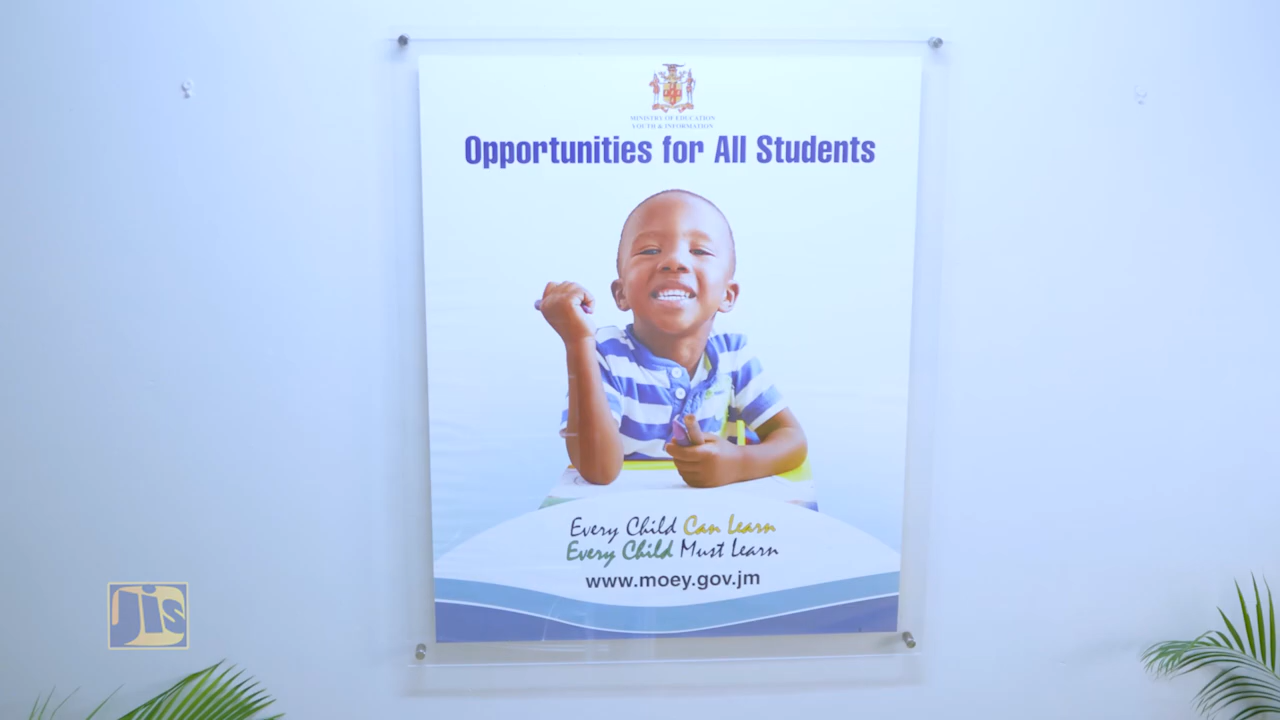 MINISTRY OF EDUCATION
YOUTH & INFORMATION
Opportunities for All Students
Every Child Can Learn
Every Child Must Learn
www.moey.gov.jm
jis